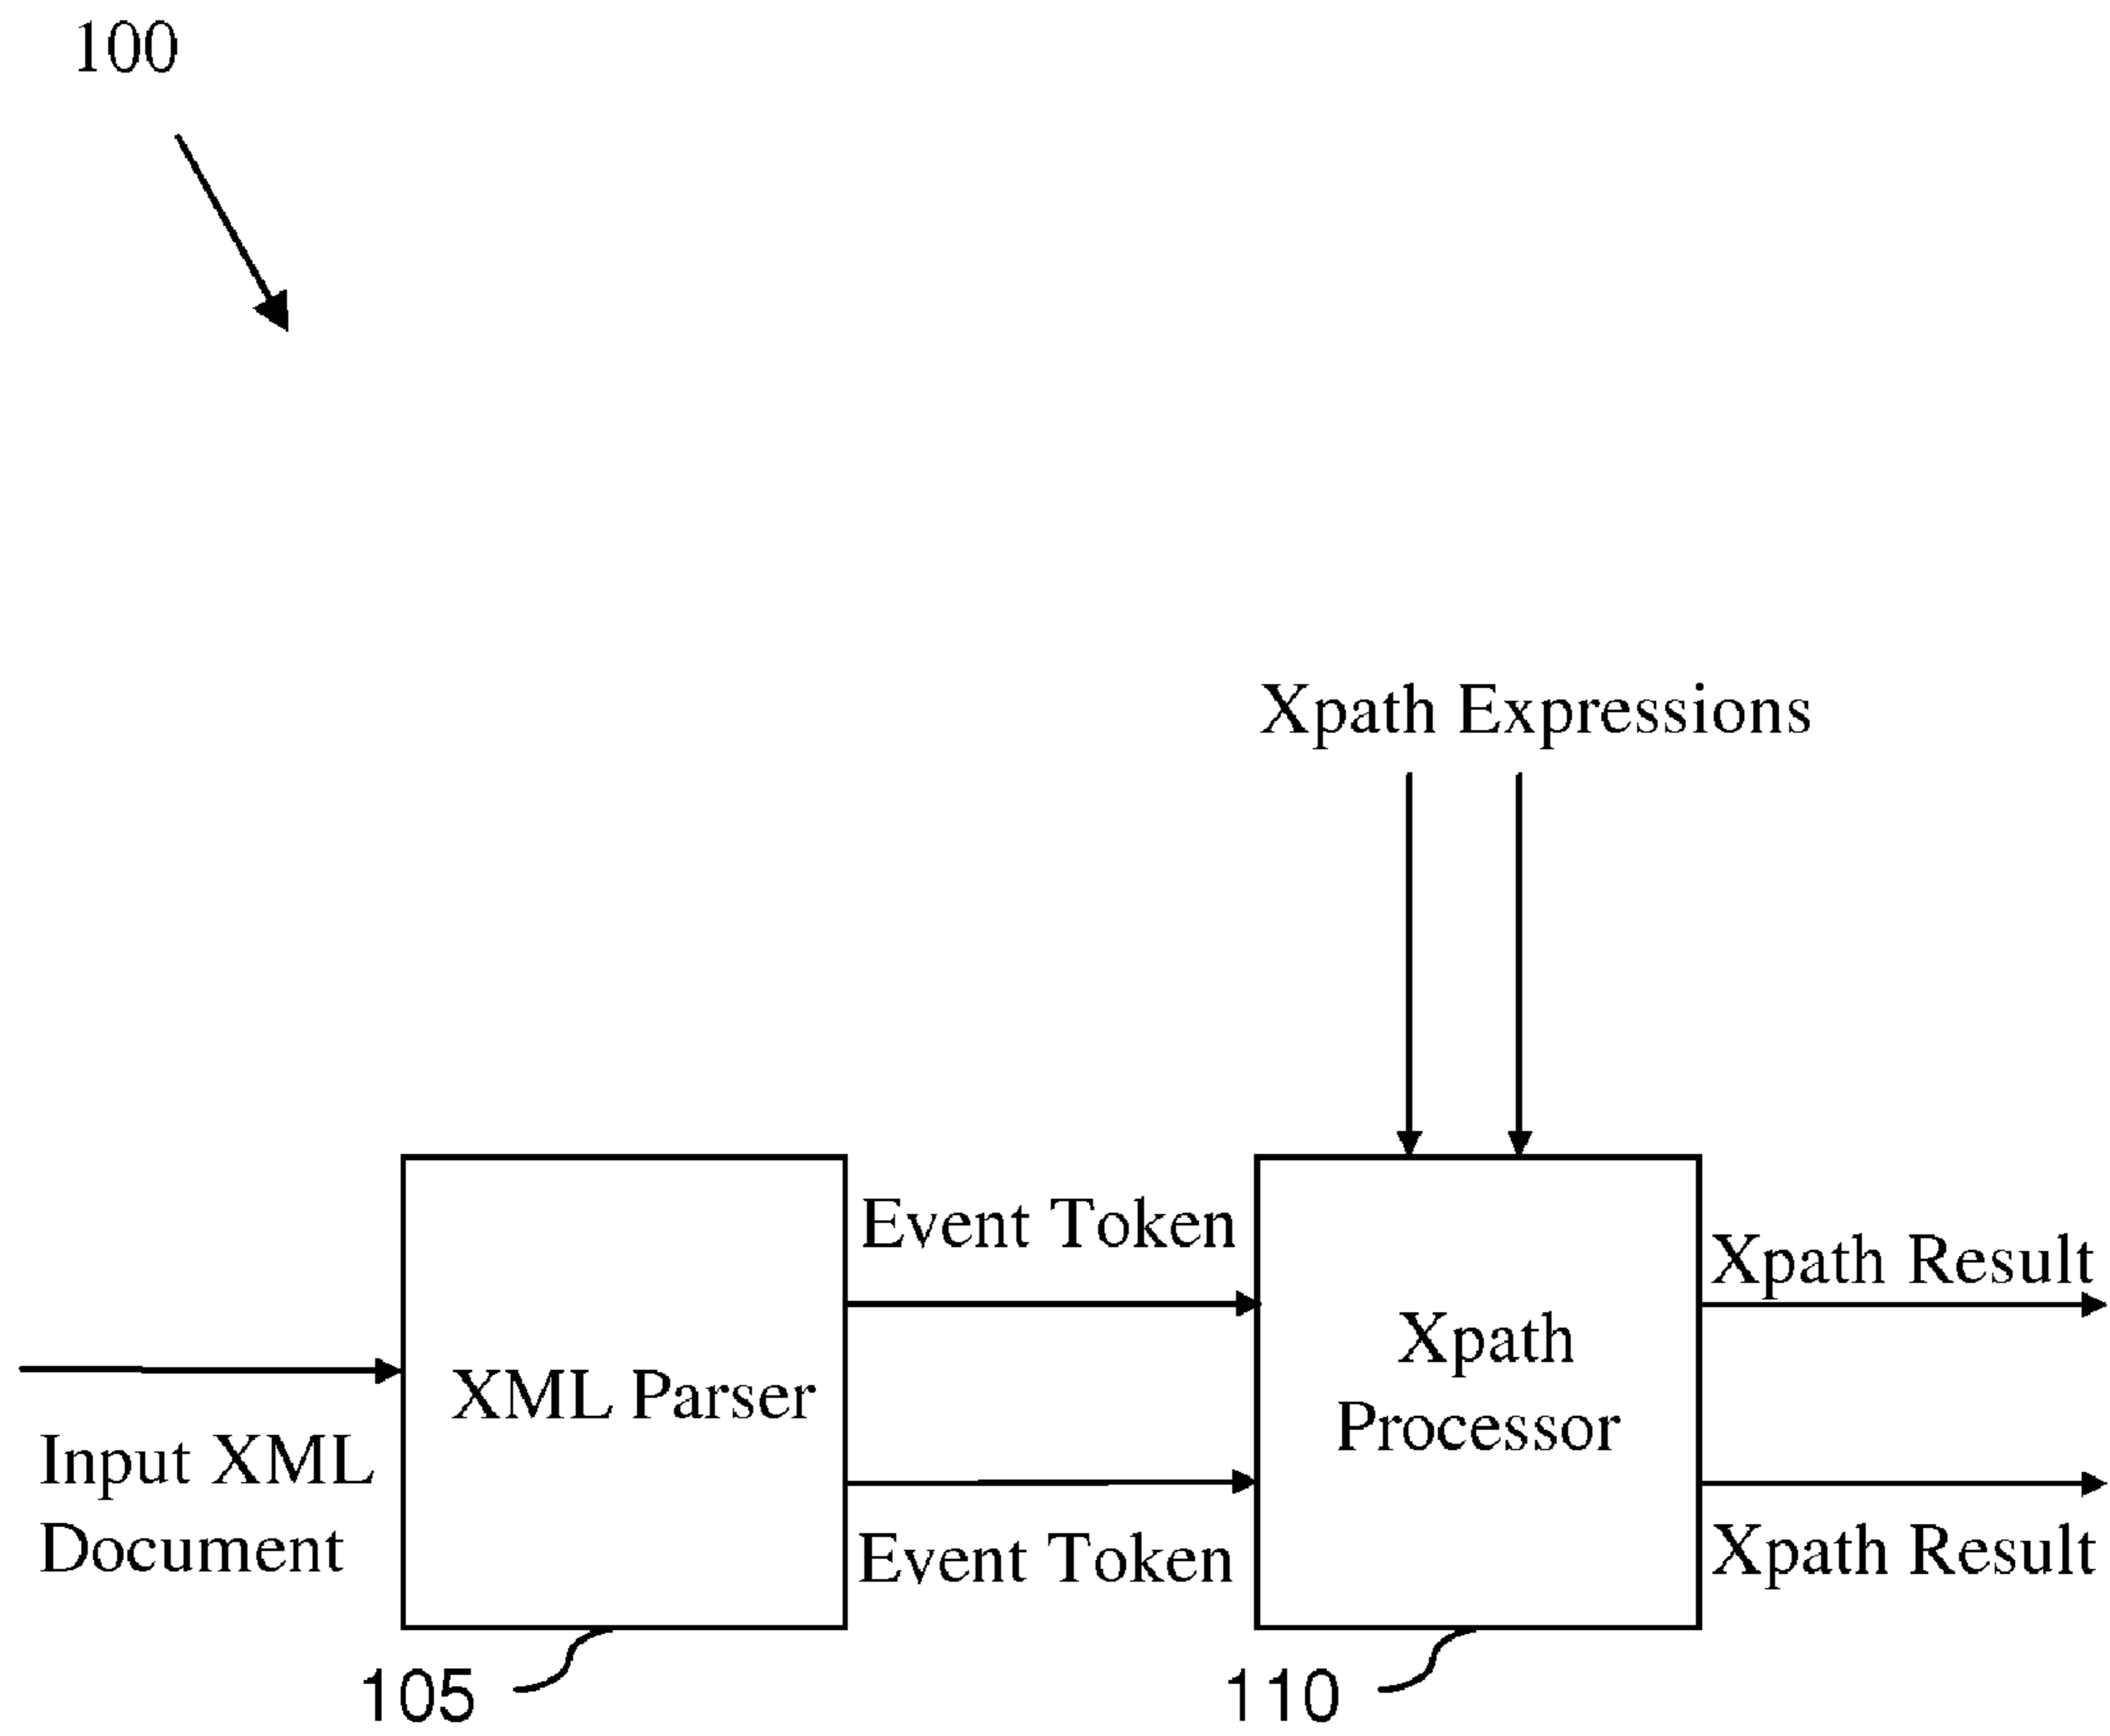 100
Xpath Expressions
Event Token
Xpath Result
XML Parser
Xpath
Processor
Input XML
Document
Event Token
Xpath Result
105
110